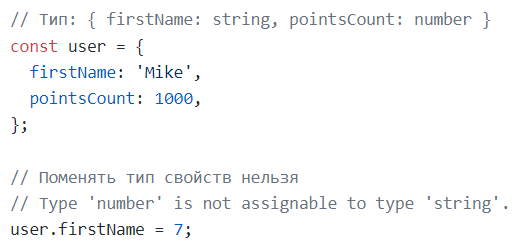 // Тип: { firstName: string, pointsCount: number }
const user = {
  firstName: 'Mike',
  pointsCount: 1000,
};

// Поменять тип свойств нельзя
// Type 'number' is not assignable to type 'string'.
user.firstName = 7;